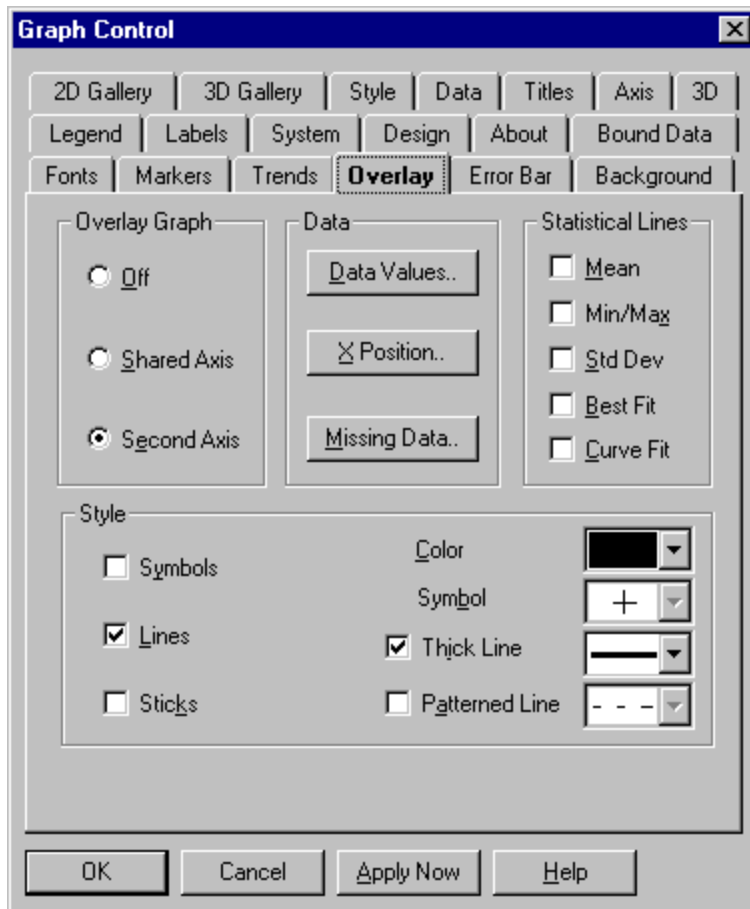 Graph Control
2D Gallery 3D Gallery Style Data Titles Axis 3D
Legend Labels System Design About Bound Data
Fonts Markers Trends Overlay Error Bar Background
Overlay Graph
Off
Shared Axis
Second Axis
Data
Data Values..
X Position..
Missing Data..
Statistical Lines
Mean
Min/Max
Std Dev
Best Fit
Curve Fit
Style
Symbols
Lines
Sticks
Color
Symbol
Thick Line
Patterned Line
OK Cancel Apply Now Help